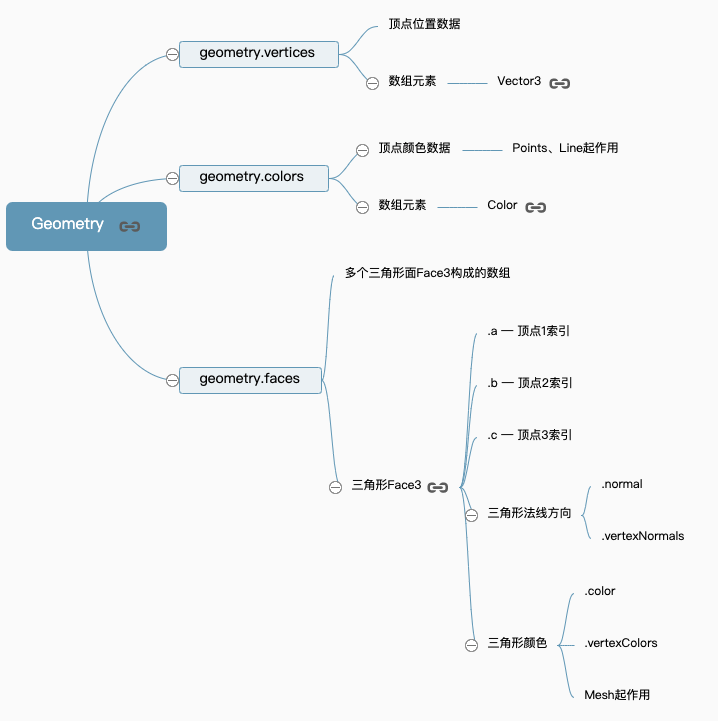 Geometry
geometry.vertices
顶点位置数据
数组元素
Vector3
geometry.colors
顶点颜色数据
Points、Line起作用
数组元素
Color
geometry.faces
多个三角形面Face3构成的数组
三角形Face3
.a — 顶点1索引
.b — 顶点2索引
.c — 顶点3索引
三角形法线方向
.normal
.vertexNormals
三角形颜色
.color
.vertexColors
Mesh起作用